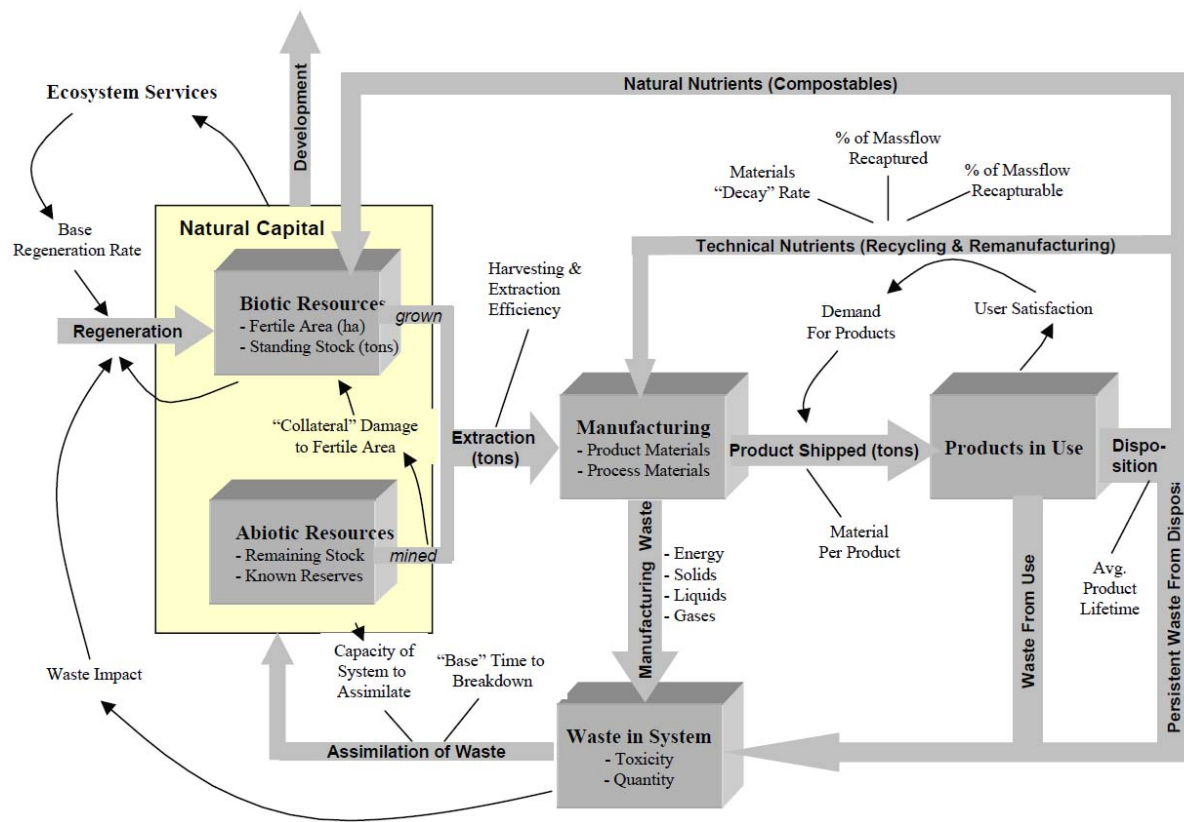 Development
Natural Nutrients (Compostables)
Ecosystem Services
% of Massflow
Recaptured
Materials
“Decay” Rate
% of Massflow
Recapturable
Natural Capital
Base
Regeneration Rate
Technical Nutrients (Recycling & Remanufacturing)
Harvesting &
Extraction
Efficiency
Biotic Resources
- Fertile Area (ha)
- Standing Stock (tons)
grown
Regeneration
Demand
For Products
User Satisfaction
“Collateral” Damage
to Fertile Area
Extraction
(tons)
Manufacturing
- Product Materials
- Process Materials
Product Shipped (tons)
Products in Use
Dispo-
sition
Abiotic Resources
- Remaining Stock
- Known Reserves
mined
Manufacturing Waste
- Energy
- Solids
- Liquids
- Gases
Material
Per Product
Waste From Use
Avg.
Product
Lifetime
Persistent Waste From Disposi
Waste Impact
Capacity of
System to
Assimilate
“Base” Time to
Breakdown
Assimilation of Waste
Waste in System
- Toxicity
- Quantity